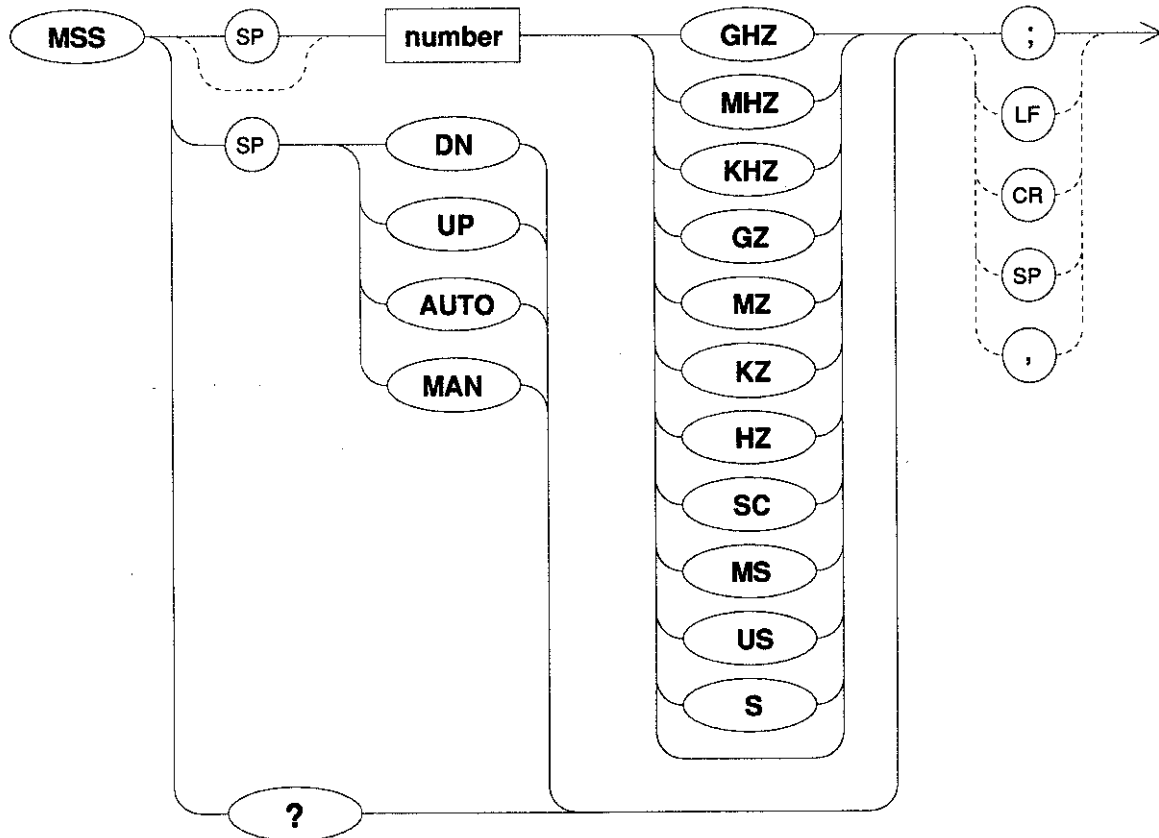 MSS SP number GHZ ;
MHZ LF
SP DN
KHZ CR
UP GZ
SP
AUTO MZ
, KZ
MAN
HZ
SC
MS
US
S
?